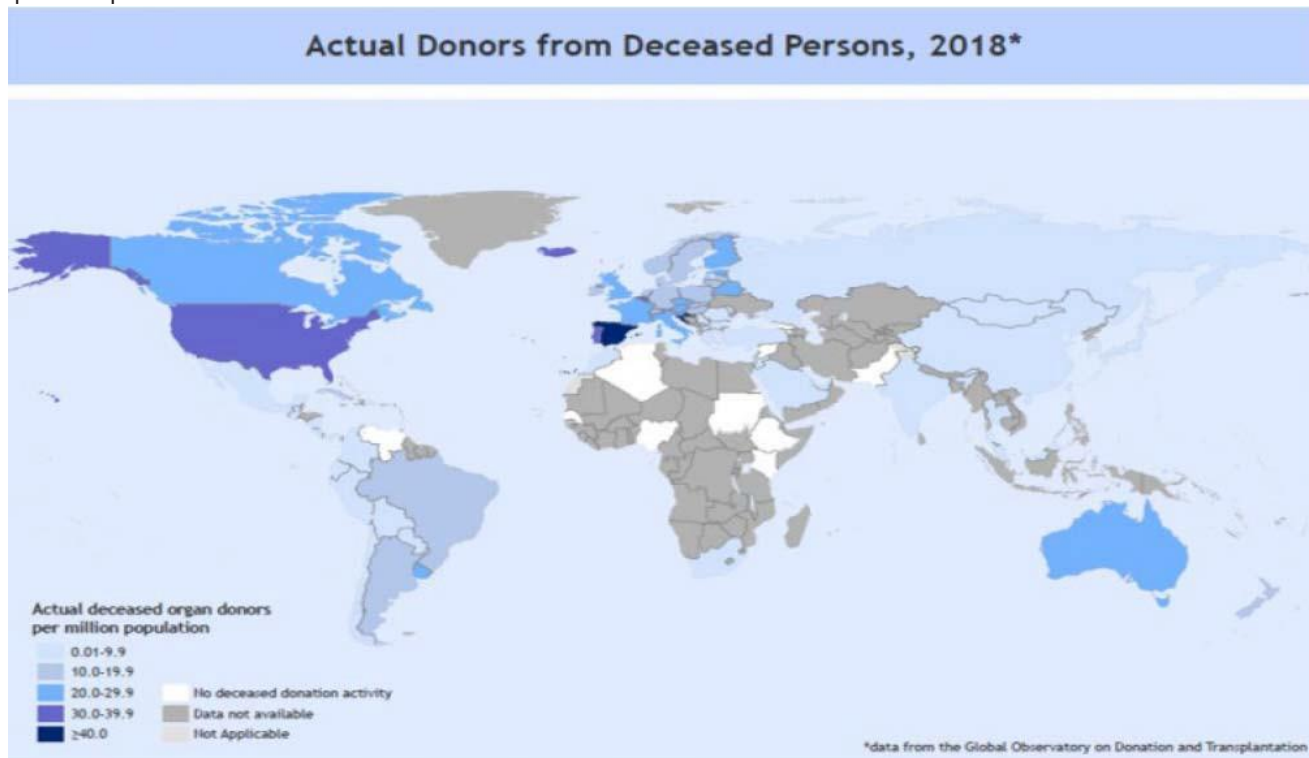 Actual Donors from Deceased Persons, 2018*
Actual deceased organ donors
per million population
0.01-9.9
10.0-19.9
20.0-29.9
30.0-39.9
≥40.0
No deceased donation activity
Data not available
Not Applicable
*data from the Global Observatory on Donation and Transplantation